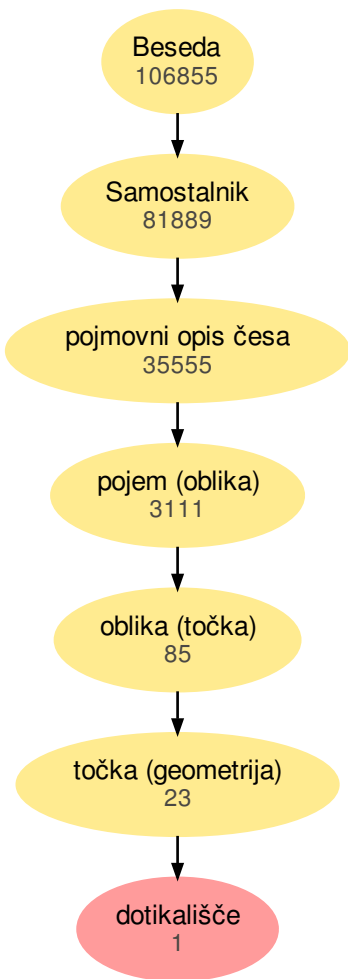 Beseda
106855
Samostalnik
81889
pojmovni opis česa
35555
pojem (oblika)
3111
oblika (točka)
85
točka (geometrija)
23
dotikališče
1